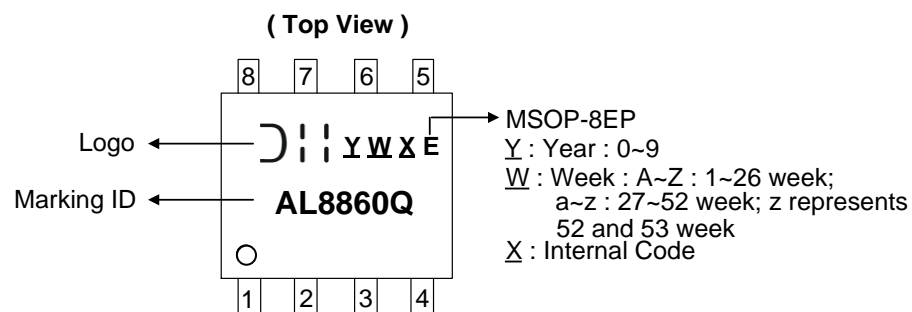 ( Top View )
8 7 6 5
Logo
Y W X E
MSOP-8EP
Y : Year : 0~9
W : Week : A~Z : 1~26 week;
a~z : 27~52 week; z represents
52 and 53 week
X : Internal Code
Marking ID
AL8860Q
1 2 3 4